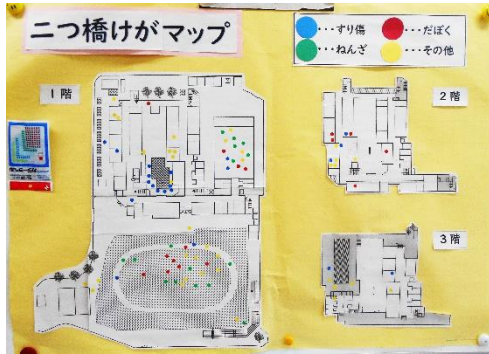 二つ橋けがマップ
●・・・すり傷
●・・・だぼく
●・・・ねんざ
●・・・その他
1階
2階
3階